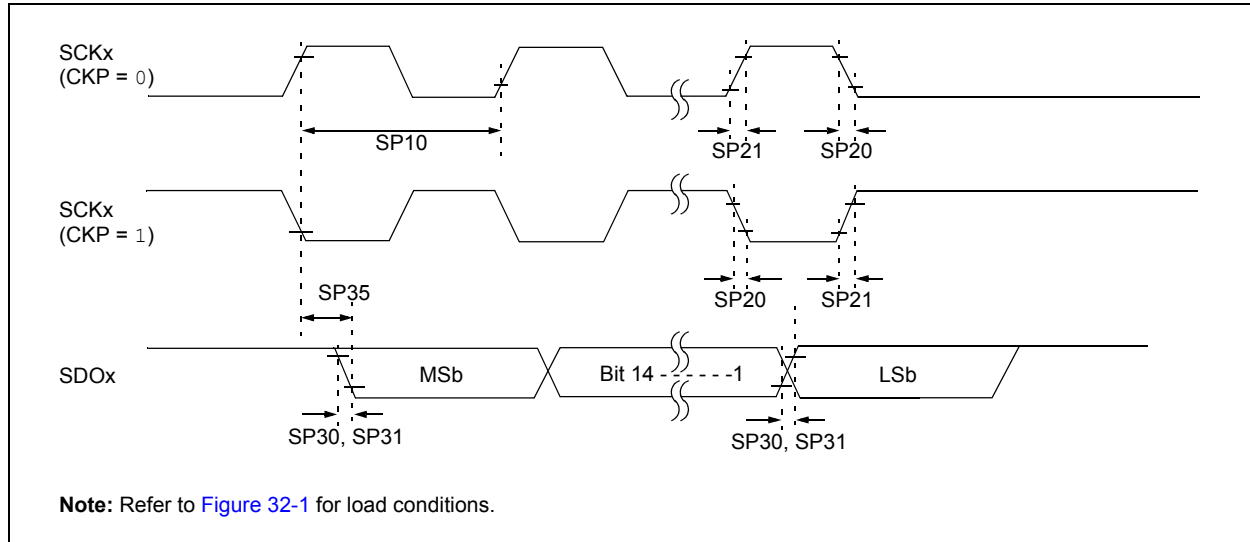 SCKx
(CKP = 0)
SP10
SP21
SP20
SCKx
(CKP = 1)
SP35
SP20
SP21
SDOx
MSb
Bit 14 - - - - - - -1
LSb
SP30, SP31
SP30, SP31
Note: Refer to Figure 32-1 for load conditions.